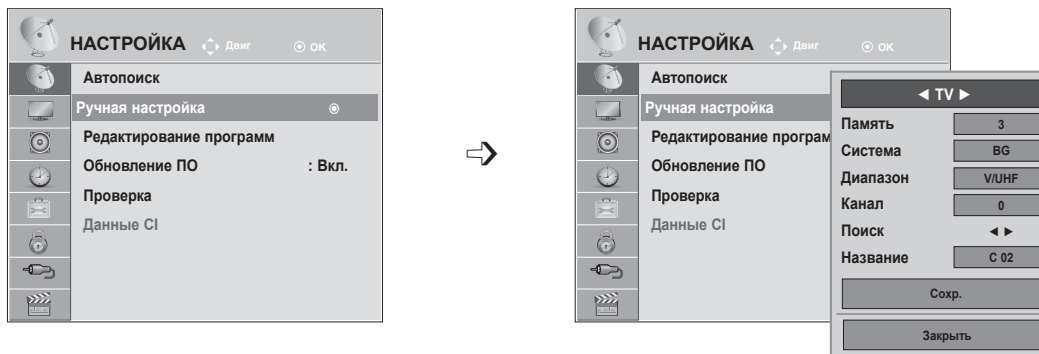 НАСТРОЙКА Двиг ОК
Автопоиск
Ручная настройка
Редактирование программ
Обновление ПО : Вкл.
Проверка
Данные CI
НАСТРОЙКА Двиг ОК
Автопоиск
Ручная настройка
Редактирование програм
Обновление ПО
Проверка
Данные CI
◄ TV ►
Память 3
Система BG
Диапазон V/UHF
Канал 0
Поиск ◄ ►
Название C 02
Сохр.
Закрыть